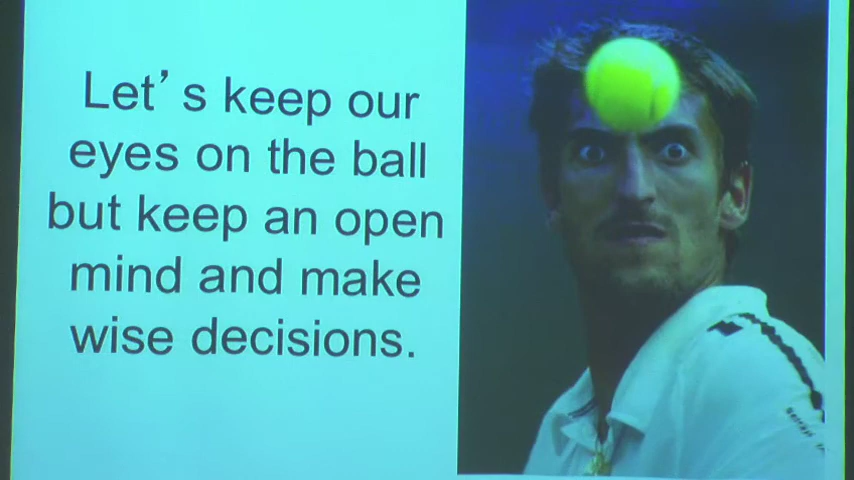 Let's keep our
eyes on the ball
but keep an open
mind and make
wise decisions.